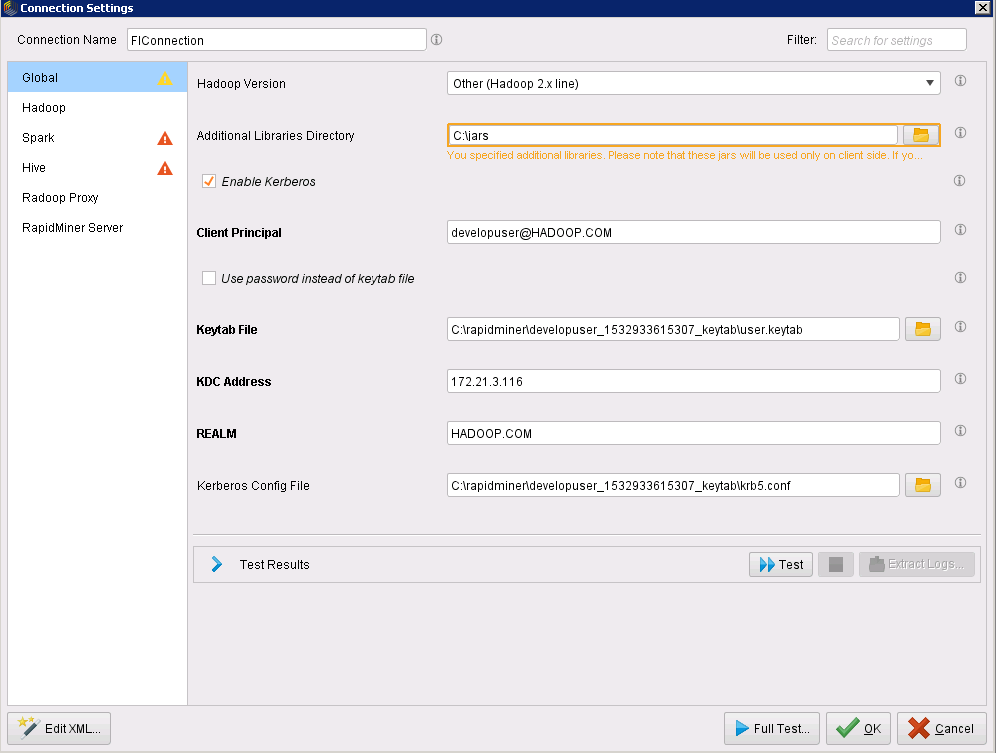 Connection Settings
Connection Name FIConnection Filter: Search for settings
Global
Hadoop
Spark
Hive
Radoop Proxy
RapidMiner Server
Hadoop Version Other (Hadoop 2.x line)
Additional Libraries Directory C:\jars
You specified additional libraries. Please note that these jars will be used only on client side. If yo...
Enable Kerberos
Client Principal developuser@HADOOP.COM
Use password instead of keytab file
Keytab File C:\rapidminer\developuser_1532933615307_keytab\user.keytab
KDC Address 172.21.3.116
REALM HADOOP.COM
Kerberos Config File C:\rapidminer\developuser_1532933615307_keytab\krb5.conf
Test Results Test Extract Logs...
Edit XML... Full Test... OK Cancel